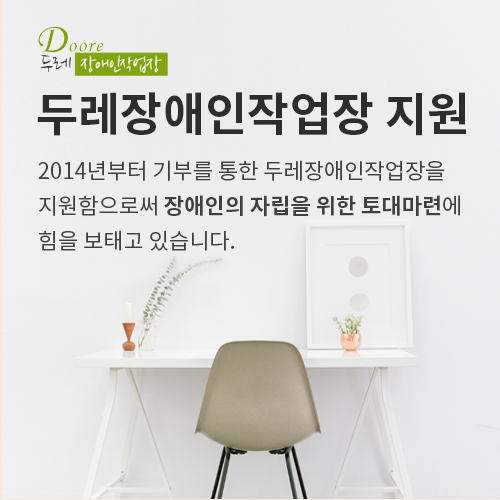 Doore
두레 장애인작업장
두레장애인작업장 지원
2014년부터 기부를 통한 두레장애인작업장을
지원함으로써 장애인의 자립을 위한 토대마련에
힘을 보태고 있습니다.